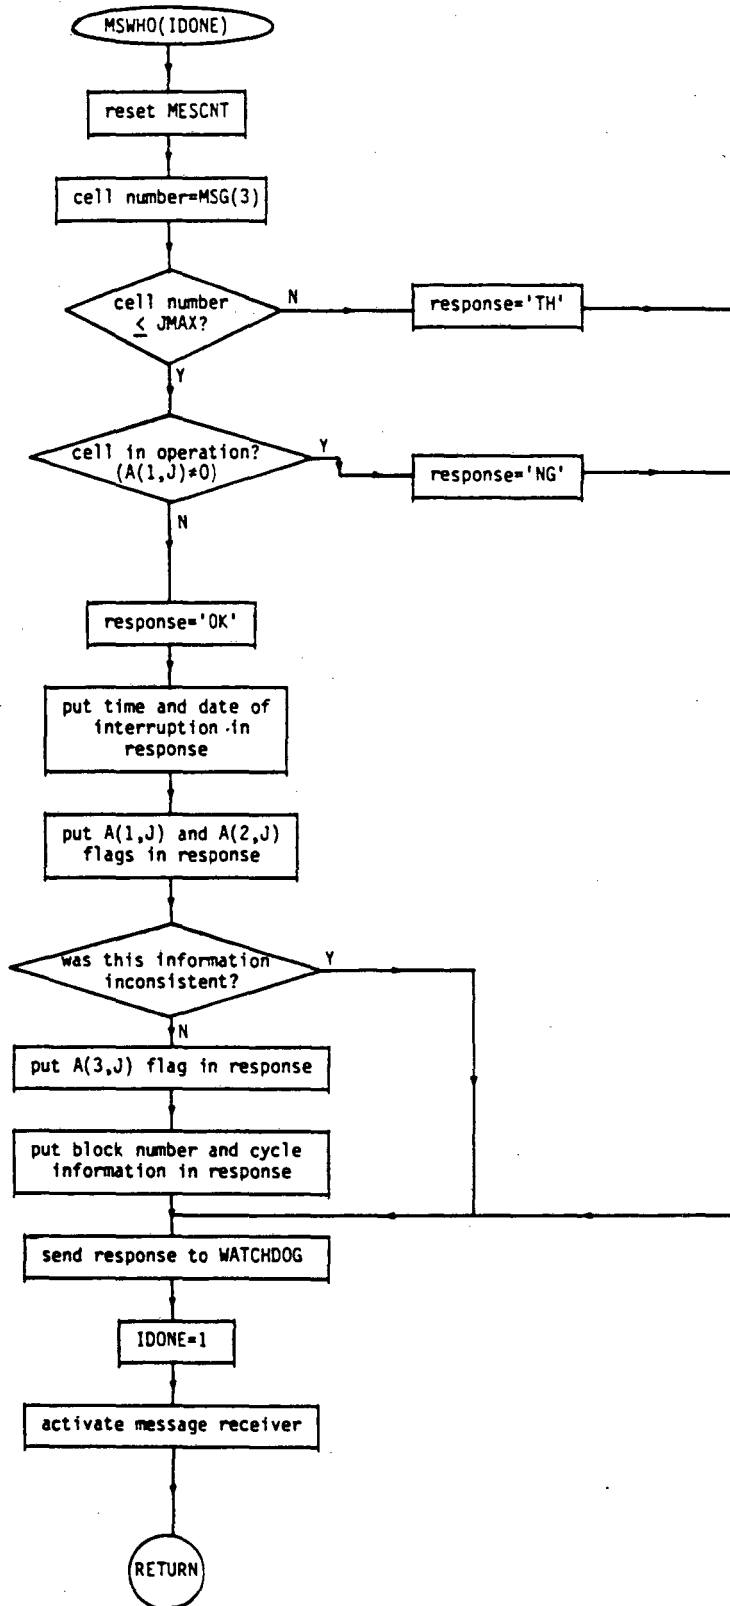 MSWHO(IDONE)
reset MESCNT
cell number=MSG(3)
cell number
≤ JMAX?
N
response='TH'
Y
cell in operation?
(A(1,J)≠0)
Y
response='NG'
N
response='OK'
put time and date of
interruption in
response
put A(1,J) and A(2,J)
flags in response
was this information
inconsistent?
Y
N
put A(3,J) flag in response
put block number and cycle
information in response
send response to WATCHDOG
IDONE=1
activate message receiver
RETURN